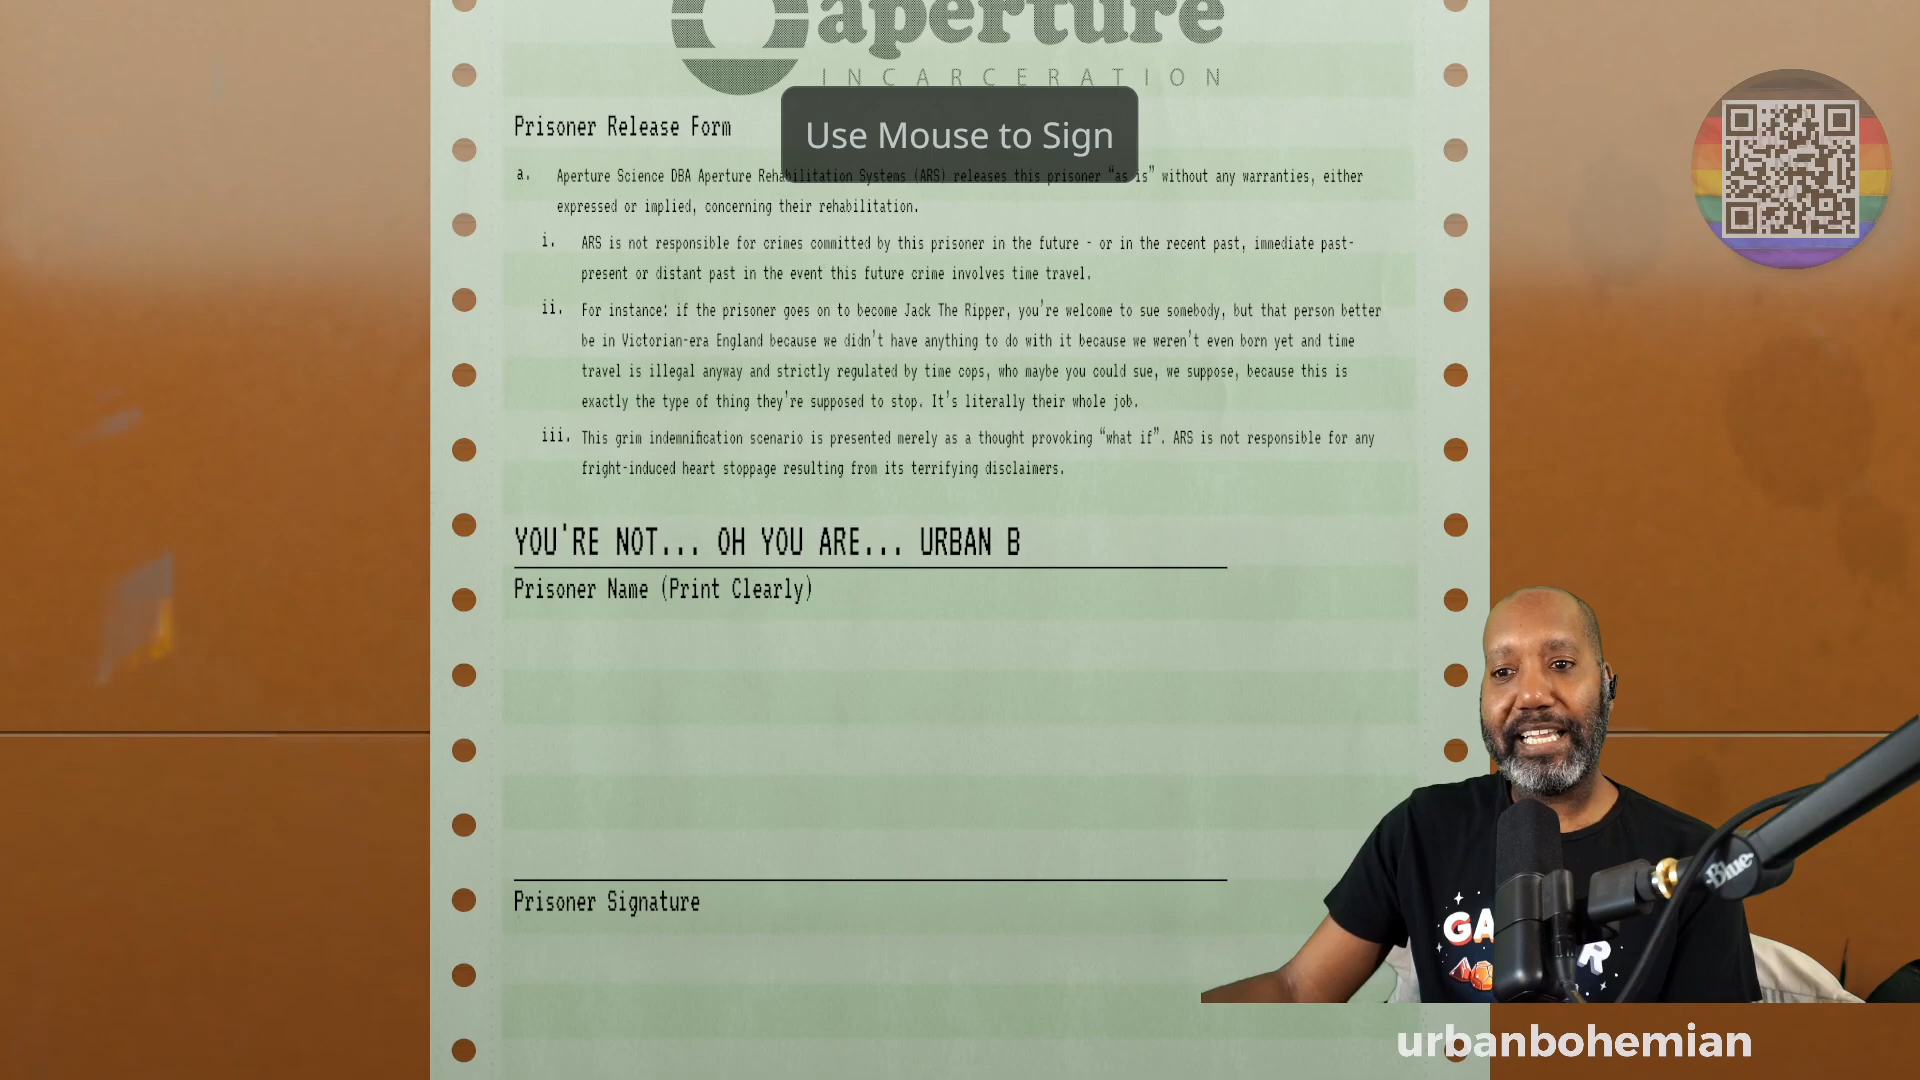 aperture
INCARCERATION
Use Mouse to Sign
Prisoner Release Form
a. Aperture Science DBA Aperture Rehabilitation Systems (ARS) releases this prisoner “as is” without any warranties, either
expressed or implied, concerning their rehabilitation.
i. ARS is not responsible for crimes committed by this prisoner in the future - or in the recent past, immediate past-
present or distant past in the event this future crime involves time travel.
ii. For instance: if the prisoner goes on to become Jack The Ripper, you’re welcome to sue somebody, but that person better
be in Victorian-era England because we didn’t have anything to do with it because we weren’t even born yet and time
travel is illegal anyway and strictly regulated by time cops, who maybe you could sue, we suppose, because this is
exactly the type of thing they’re supposed to stop. It’s literally their whole job.
iii. This grim indemnification scenario is presented merely as a thought provoking “what if”. ARS is not responsible for any
fright-induced heart stoppage resulting from its terrifying disclaimers.
YOU'RE NOT... OH YOU ARE... URBAN B
Prisoner Name (Print Clearly)
Prisoner Signature
Blue
urbanbohemian